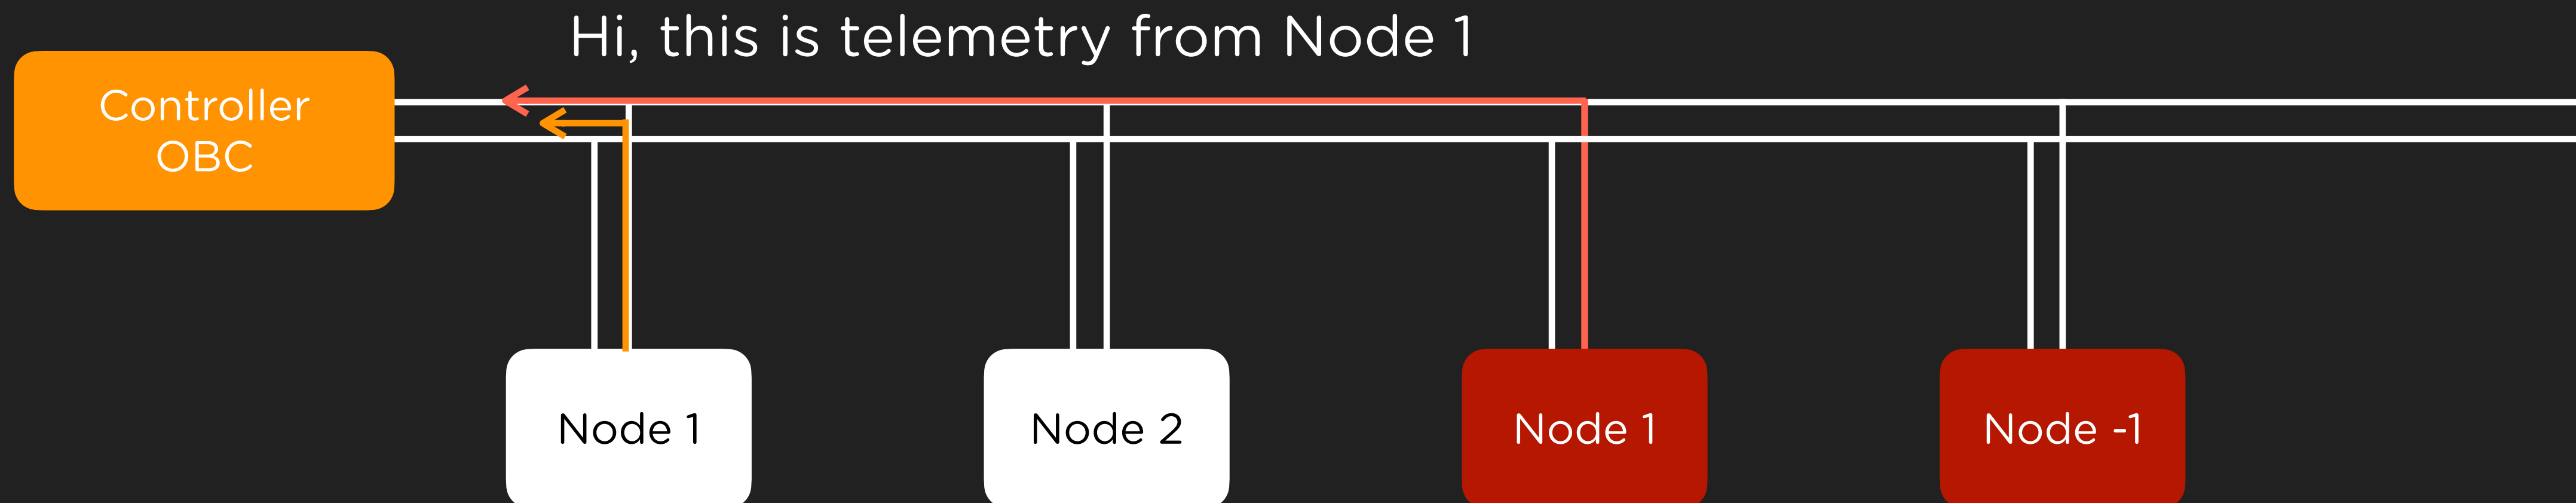 Hi, this is telemetry from Node 1
Controller
OBC
Node 1
Node 2
Node 1
Node -1